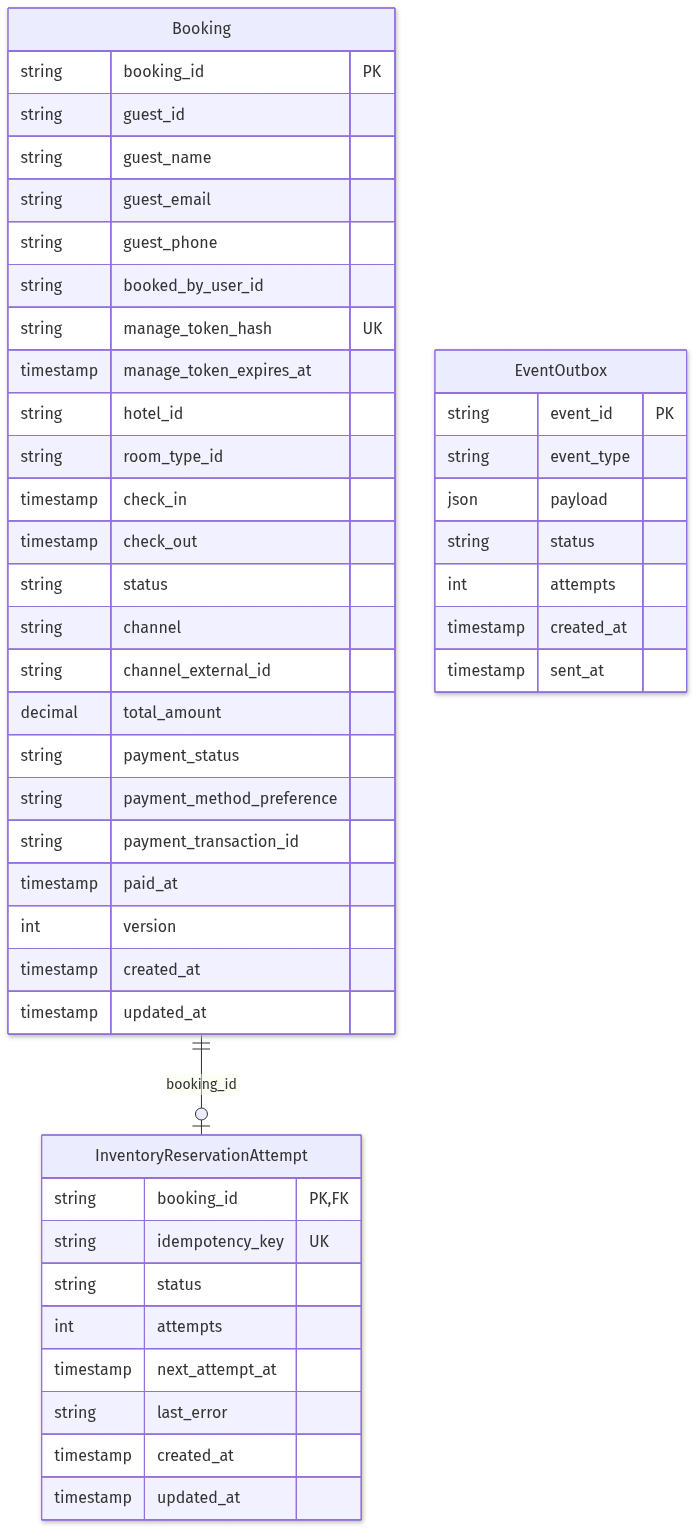 Booking
string booking_id PK
string guest_id
string guest_name
string guest_email
string guest_phone
string booked_by_user_id
string manage_token_hash UK
timestamp manage_token_expires_at
string hotel_id
string room_type_id
timestamp check_in
timestamp check_out
string status
string channel
string channel_external_id
decimal total_amount
string payment_status
string payment_method_preference
string payment_transaction_id
timestamp paid_at
int version
timestamp created_at
timestamp updated_at
EventOutbox
string event_id PK
string event_type
json payload
string status
int attempts
timestamp created_at
timestamp sent_at
booking_id
InventoryReservationAttempt
string booking_id PK,FK
string idempotency_key UK
string status
int attempts
timestamp next_attempt_at
string last_error
timestamp created_at
timestamp updated_at